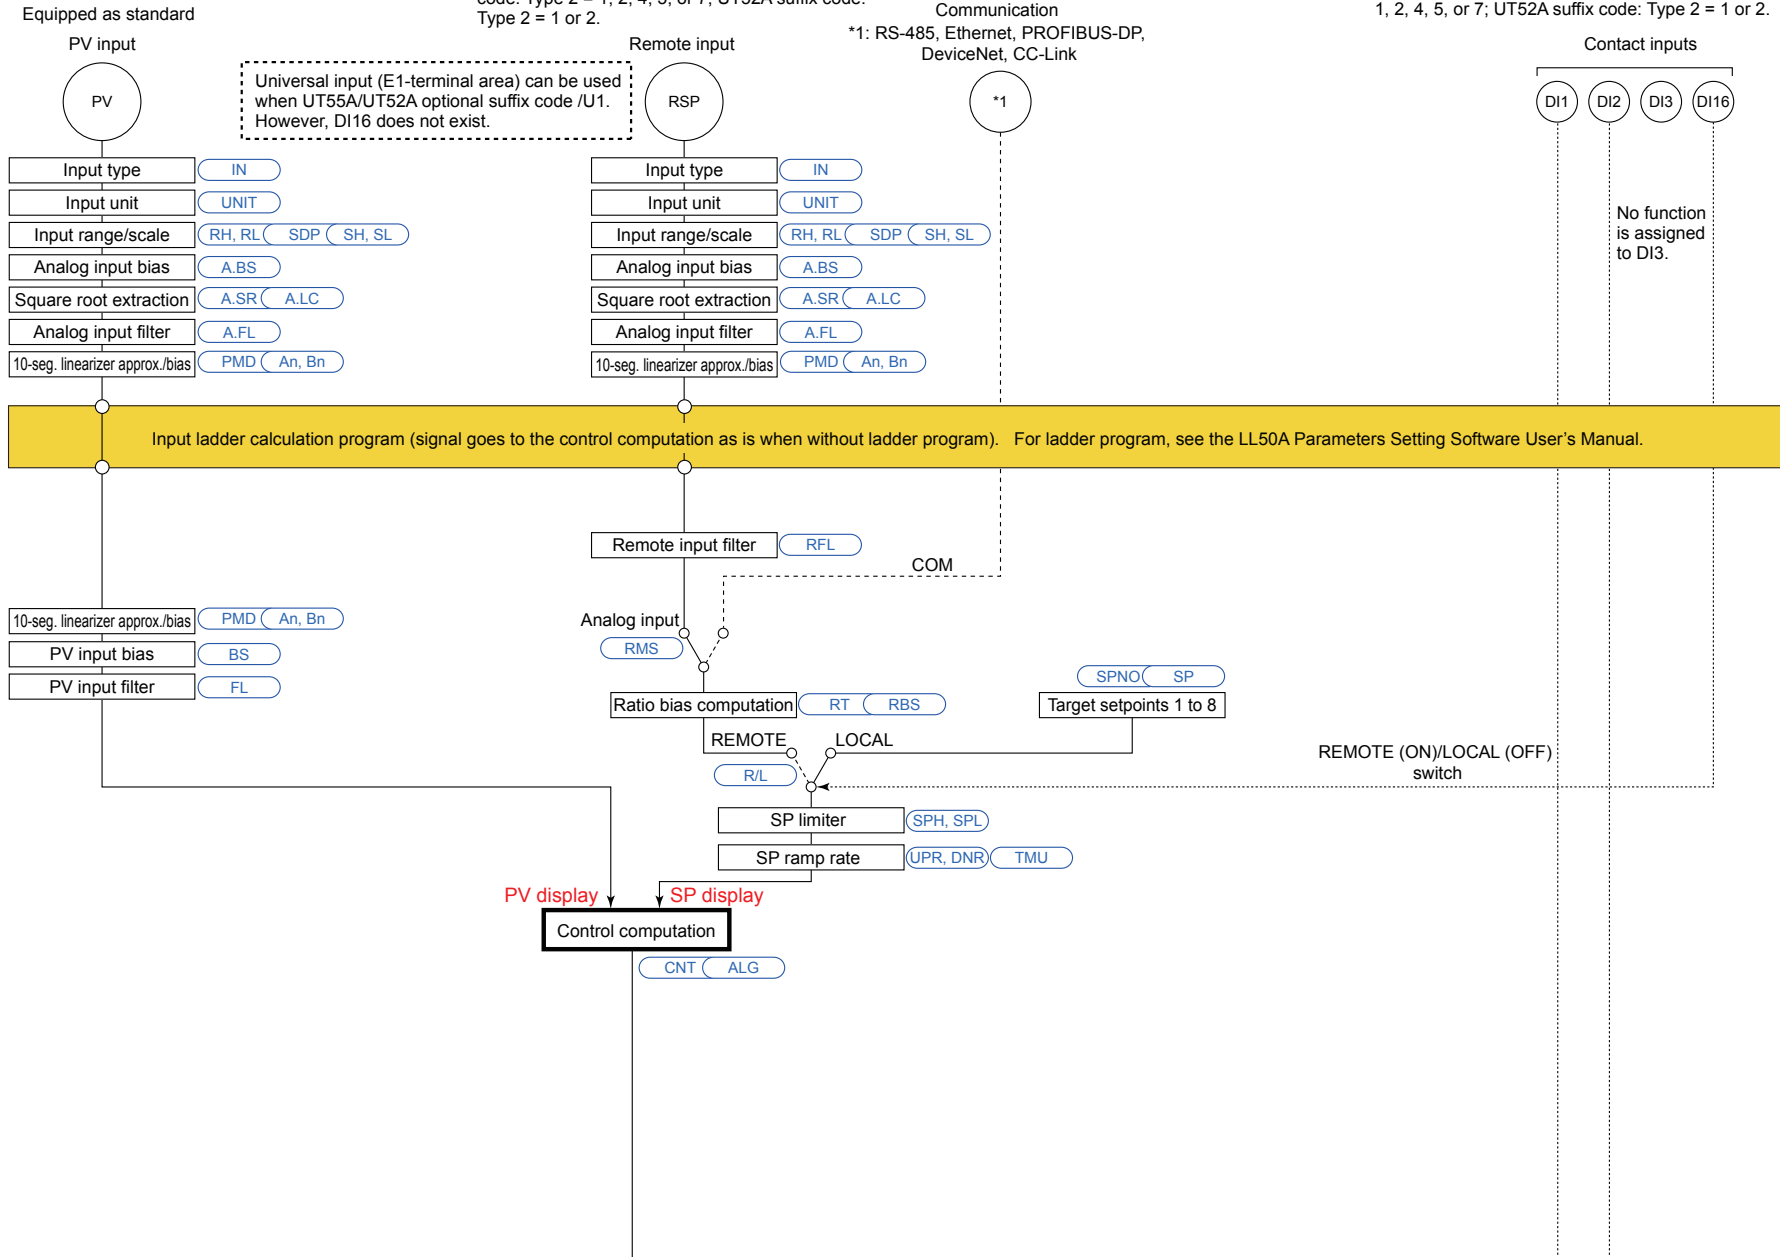 Equipped as standard
PV input
PV
Type 2 = 1 or 2.
Universal input (E1-terminal area) can be used
when UT55A/UT52A optional suffix code /U1.
However, DI16 does not exist.
Remote input
RSP
Communication
*1: RS-485, Ethernet, PROFIBUS-DP,
DeviceNet, CC-Link
*1
1, 2, 4, 5, or 7; UT52A suffix code: Type 2 = 1 or 2.
Contact inputs
DI1 DI2 DI3 DI16
No function
is assigned
to DI3.
Input type IN
Input unit UNIT
Input range/scale RH, RL SDP SH, SL
Analog input bias A.BS
Square root extraction A.SR A.LC
Analog input filter A.FL
10-seg. linearizer approx./bias PMD An, Bn
Input type IN
Input unit UNIT
Input range/scale RH, RL SDP SH, SL
Analog input bias A.BS
Square root extraction A.SR A.LC
Analog input filter A.FL
10-seg. linearizer approx./bias PMD An, Bn
Input ladder calculation program (signal goes to the control computation as is when without ladder program). For ladder program, see the LL50A Parameters Setting Software User's Manual.
Remote input filter RFL
COM
10-seg. linearizer approx./bias PMD An, Bn
PV input bias BS
PV input filter FL
Analog input
RMS
Ratio bias computation RT RBS
SPNO SP
Target setpoints 1 to 8
REMOTE LOCAL
R/L
REMOTE (ON)/LOCAL (OFF)
switch
SP limiter SPH, SPL
SP ramp rate UPR, DNR TMU
PV display SP display
Control computation
CNT ALG